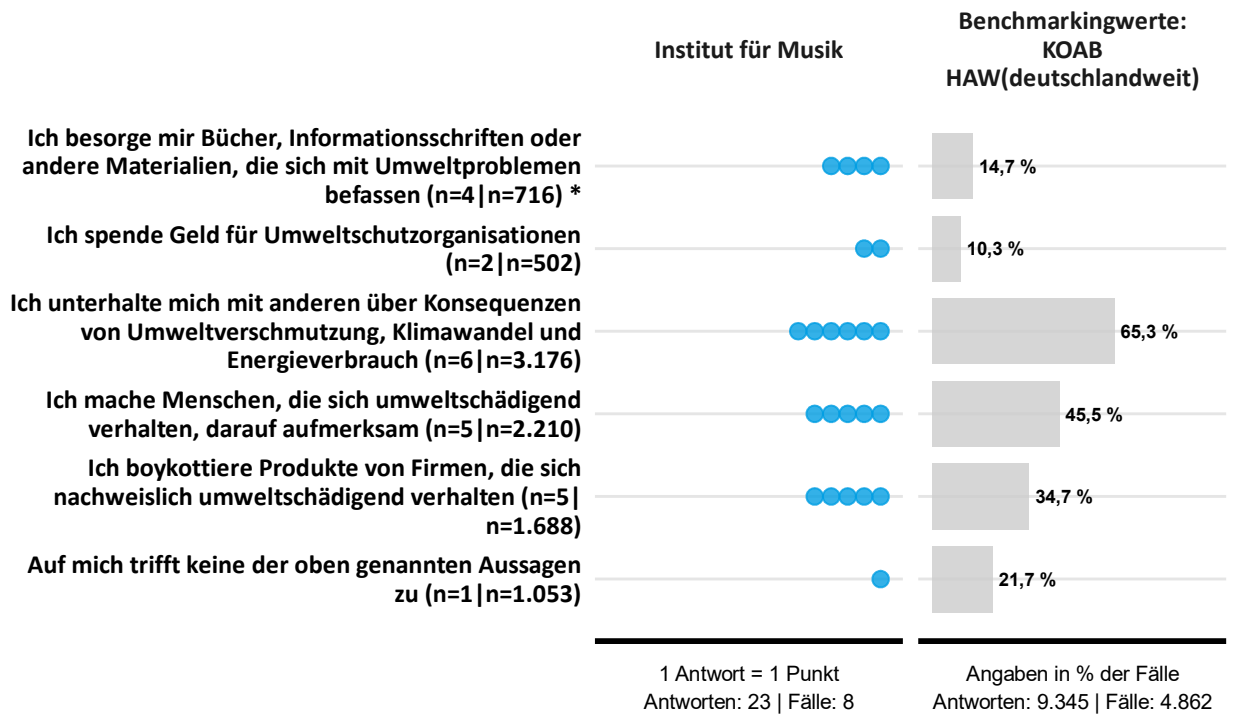 Institut für Musik
Benchmarkingwerte:
KOAB
HAW(deutschlandweit)
Ich besorge mir Bücher, Informationsschriften oder
andere Materialien, die sich mit Umweltproblemen
befassen (n=4|n=716) *
14,7 %
Ich spende Geld für Umweltschutzorganisationen
(n=2|n=502)
10,3 %
Ich unterhalte mich mit anderen über Konsequenzen
von Umweltverschmutzung, Klimawandel und
Energieverbrauch (n=6|n=3.176)
65,3 %
Ich mache Menschen, die sich umweltschädigend
verhalten, darauf aufmerksam (n=5|n=2.210)
45,5 %
Ich boykottiere Produkte von Firmen, die sich
nachweislich umweltschädigend verhalten (n=5|
n=1.688)
34,7 %
Auf mich trifft keine der oben genannten Aussagen
zu (n=1|n=1.053)
21,7 %
1 Antwort = 1 Punkt
Antworten: 23 | Fälle: 8
Angaben in % der Fälle
Antworten: 9.345 | Fälle: 4.862